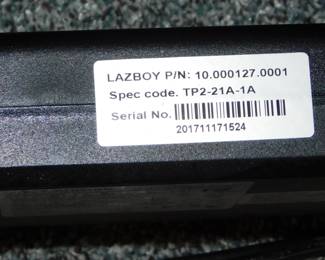 LAZBOY P/N: 10.000127.0001
Spec code. TP2-21A-1A
Serial No.
201711171524